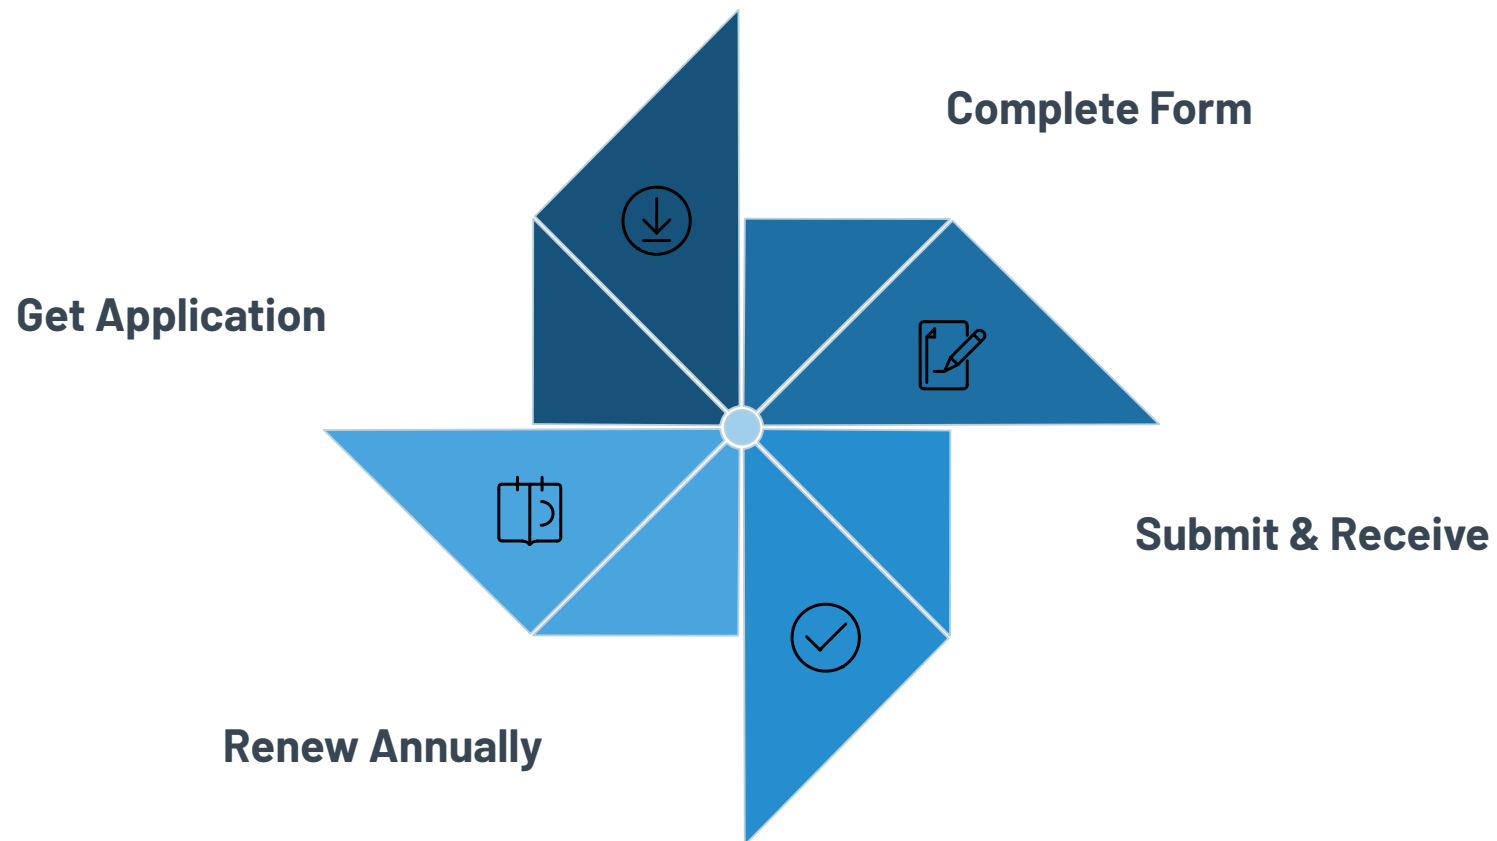 Complete Form
Get Application
Submit & Receive
Renew Annually